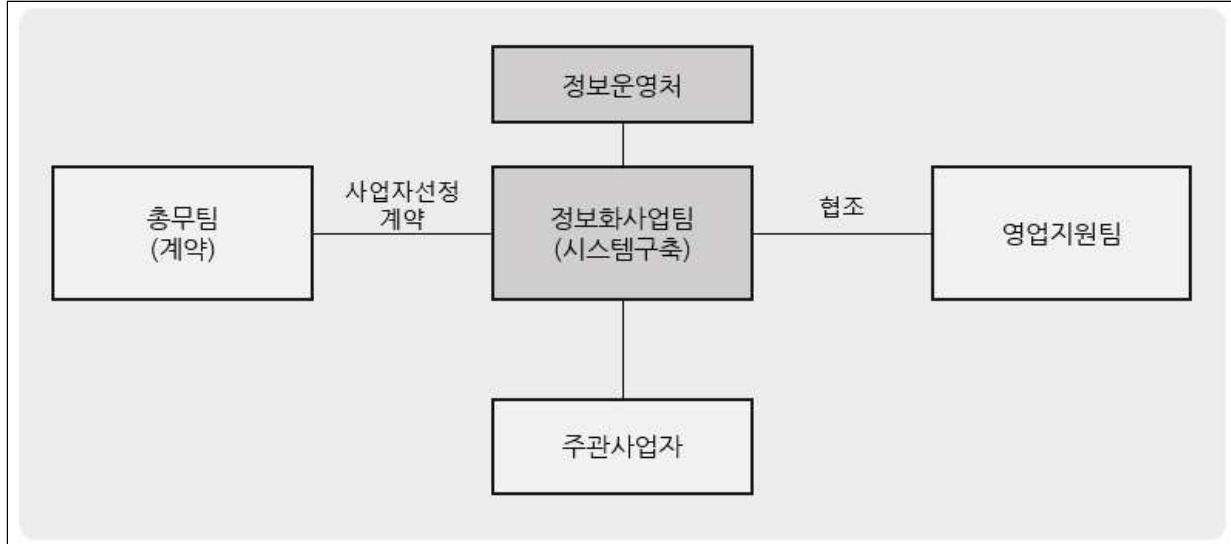 정보운영처
총무팀
(계약)
사업자선정
계약
정보화사업팀
(시스템구축)
협조
영업지원팀
주관사업자